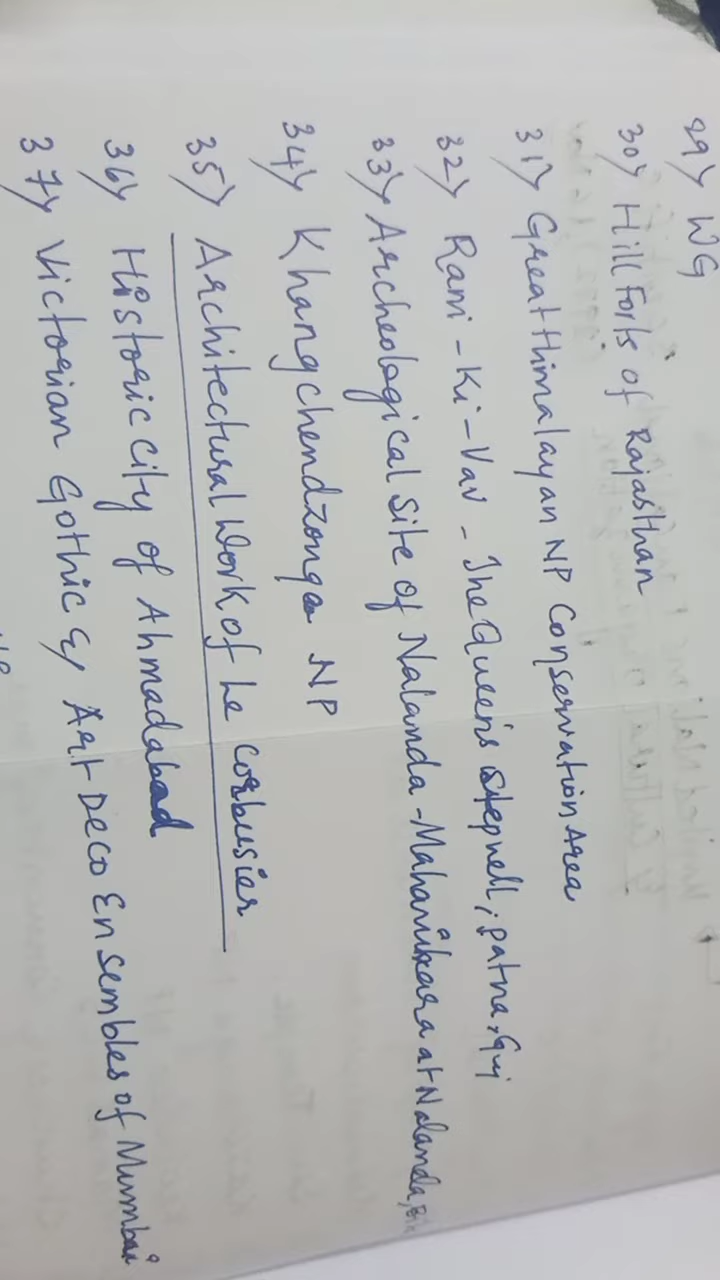 29> WG
30> Hill Forts of Rajasthan
31> Great Himalayan NP Conservation Area
32> Rani-Ki-Vav - The Queen's Stepwell, patna, Guj
33> Archeological Site of Nalanda-Mahavihara at Nalanda, Bih
34> Khangchendzonga NP
35> Architectural Work of Le Corbusier
36> Historic City of Ahmadabad
37> Victorian Gothic & Art Deco Ensembles of Mumbai